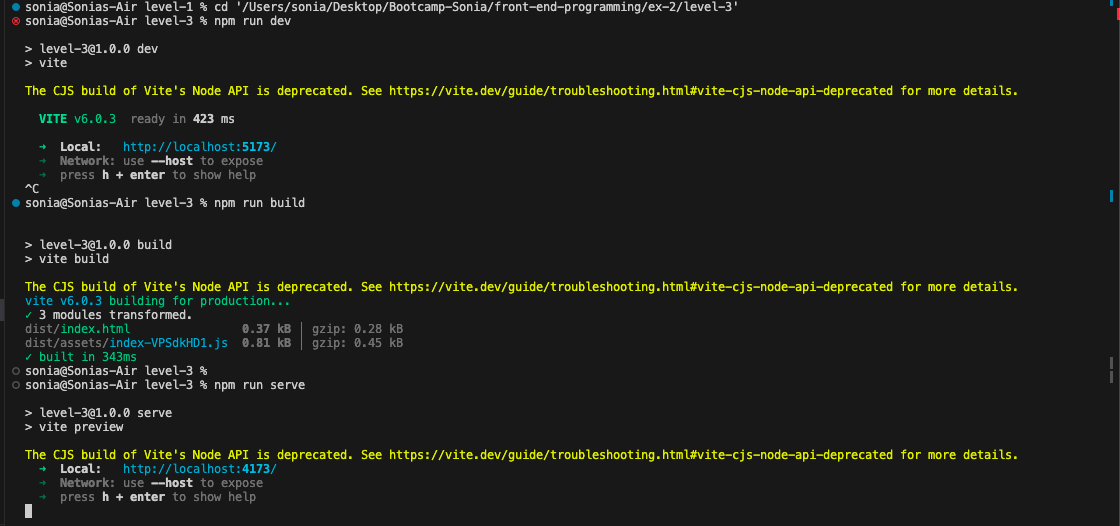 sonia@Sonias-Air level-1 % cd '/Users/sonia/Desktop/Bootcamp-Sonia/front-end-programming/ex-2/level-3'
sonia@Sonias-Air level-3 % npm run dev
> level-3@1.0.0 dev
> vite
The CJS build of Vite's Node API is deprecated. See https://vite.dev/guide/troubleshooting.html#vite-cjs-node-api-deprecated for more details.
VITE v6.0.3  ready in 423 ms
➜  Local:   http://localhost:5173/
➜  Network: use --host to expose
➜  press h + enter to show help
^C
sonia@Sonias-Air level-3 % npm run build
> level-3@1.0.0 build
> vite build
The CJS build of Vite's Node API is deprecated. See https://vite.dev/guide/troubleshooting.html#vite-cjs-node-api-deprecated for more details.
vite v6.0.3 building for production...
✓ 3 modules transformed.
dist/index.html                0.37 kB │ gzip: 0.28 kB
dist/assets/index-VPSdkHD1.js  0.81 kB │ gzip: 0.45 kB
✓ built in 343ms
sonia@Sonias-Air level-3 %
sonia@Sonias-Air level-3 % npm run serve
> level-3@1.0.0 serve
> vite preview
The CJS build of Vite's Node API is deprecated. See https://vite.dev/guide/troubleshooting.html#vite-cjs-node-api-deprecated for more details.
➜  Local:   http://localhost:4173/
➜  Network: use --host to expose
➜  press h + enter to show help